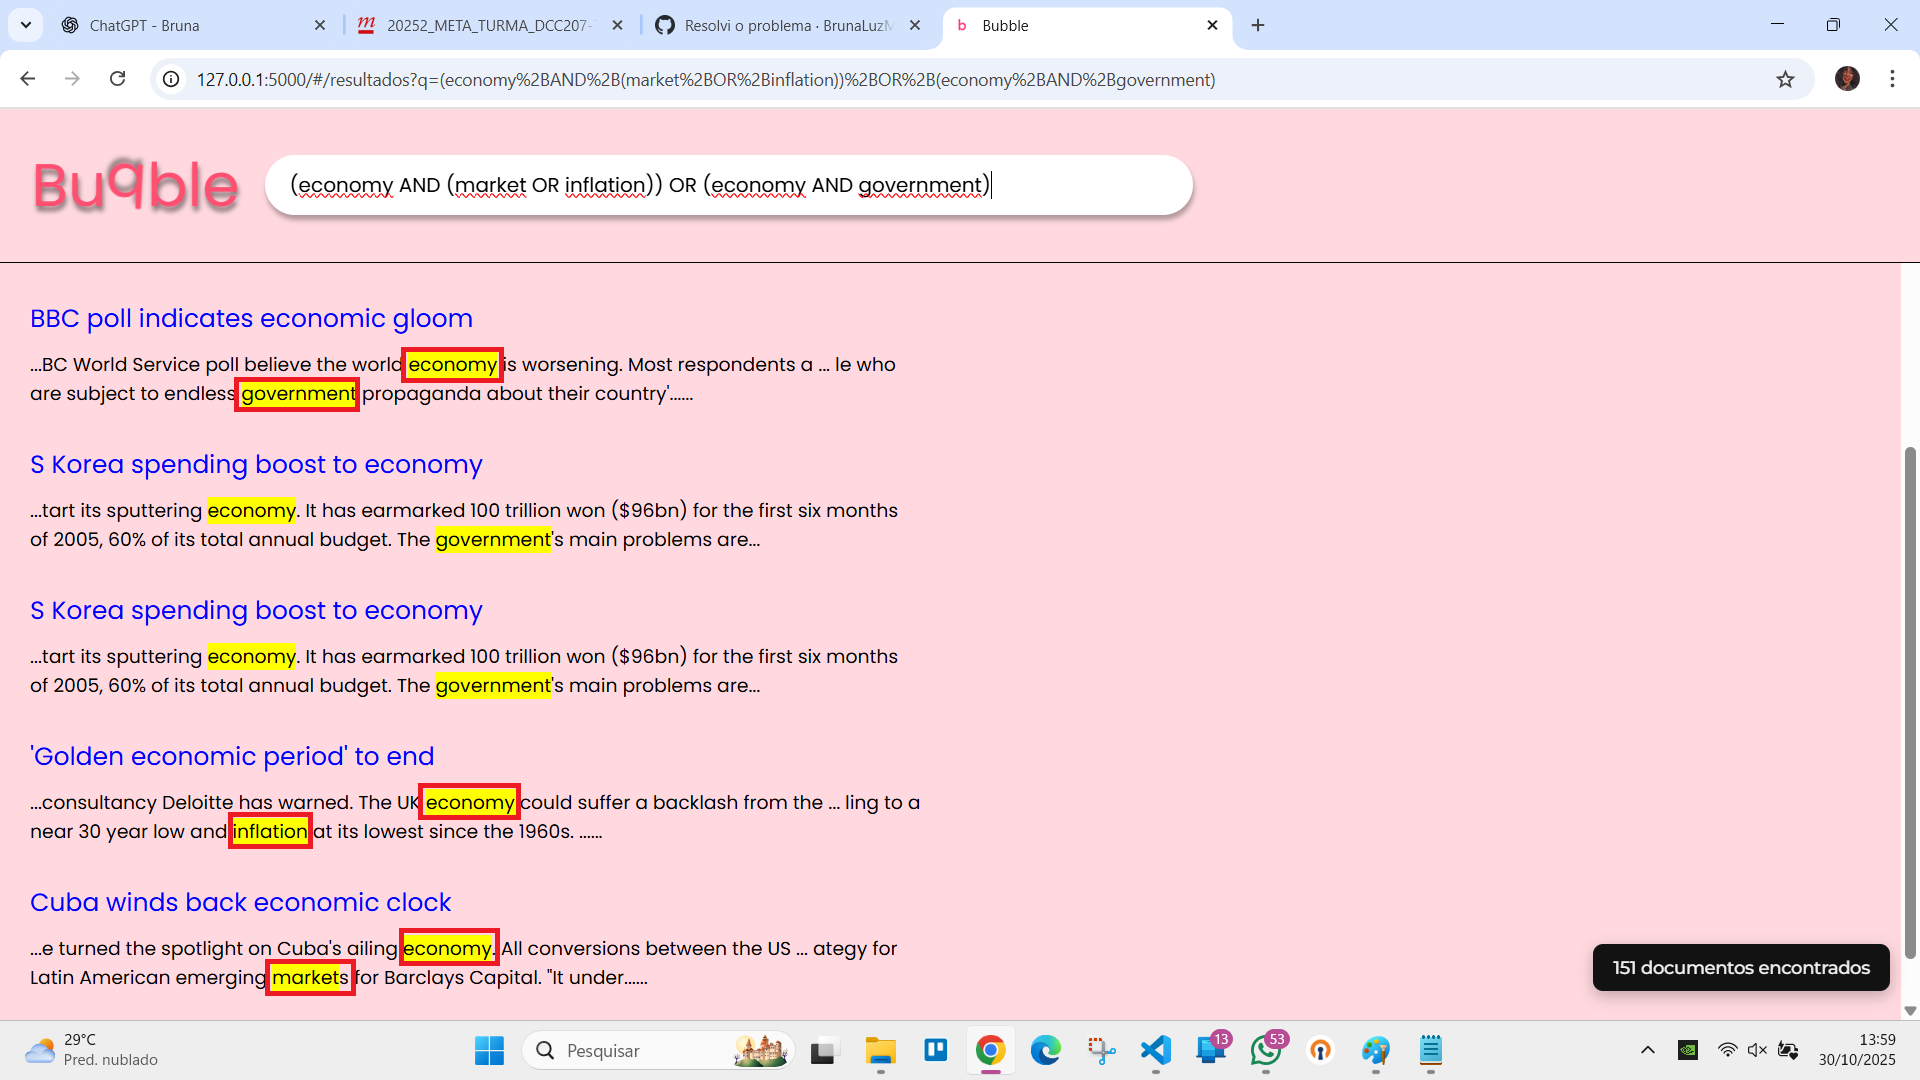 ChatGPT - Bruna
20252_META_TURMA_DCC207-
Resolvi o problema · BrunaLuzM
b Bubble
127.0.0.1:5000/#/resultados?q=(economy%2BAND%2B(market%2BOR%2Binflation))%2BOR%2B(economy%2BAND%2Bgovernment)
Bubble
(economy AND (market OR inflation)) OR (economy AND government)
BBC poll indicates economic gloom
...BC World Service poll believe the world economy is worsening. Most respondents a ... le who
are subject to endless government propaganda about their country'......
S Korea spending boost to economy
...tart its sputtering economy. It has earmarked 100 trillion won ($96bn) for the first six months
of 2005, 60% of its total annual budget. The government's main problems are...
S Korea spending boost to economy
...tart its sputtering economy. It has earmarked 100 trillion won ($96bn) for the first six months
of 2005, 60% of its total annual budget. The government's main problems are...
'Golden economic period' to end
...consultancy Deloitte has warned. The UK economy could suffer a backlash from the ... ling to a
near 30 year low and inflation at its lowest since the 1960s. ......
Cuba winds back economic clock
...e turned the spotlight on Cuba's ailing economy. All conversions between the US ... ategy for
Latin American emerging markets for Barclays Capital. "It under......
151 documentos encontrados
29°C
Pred. nublado
Pesquisar
13
53
13:59
30/10/2025